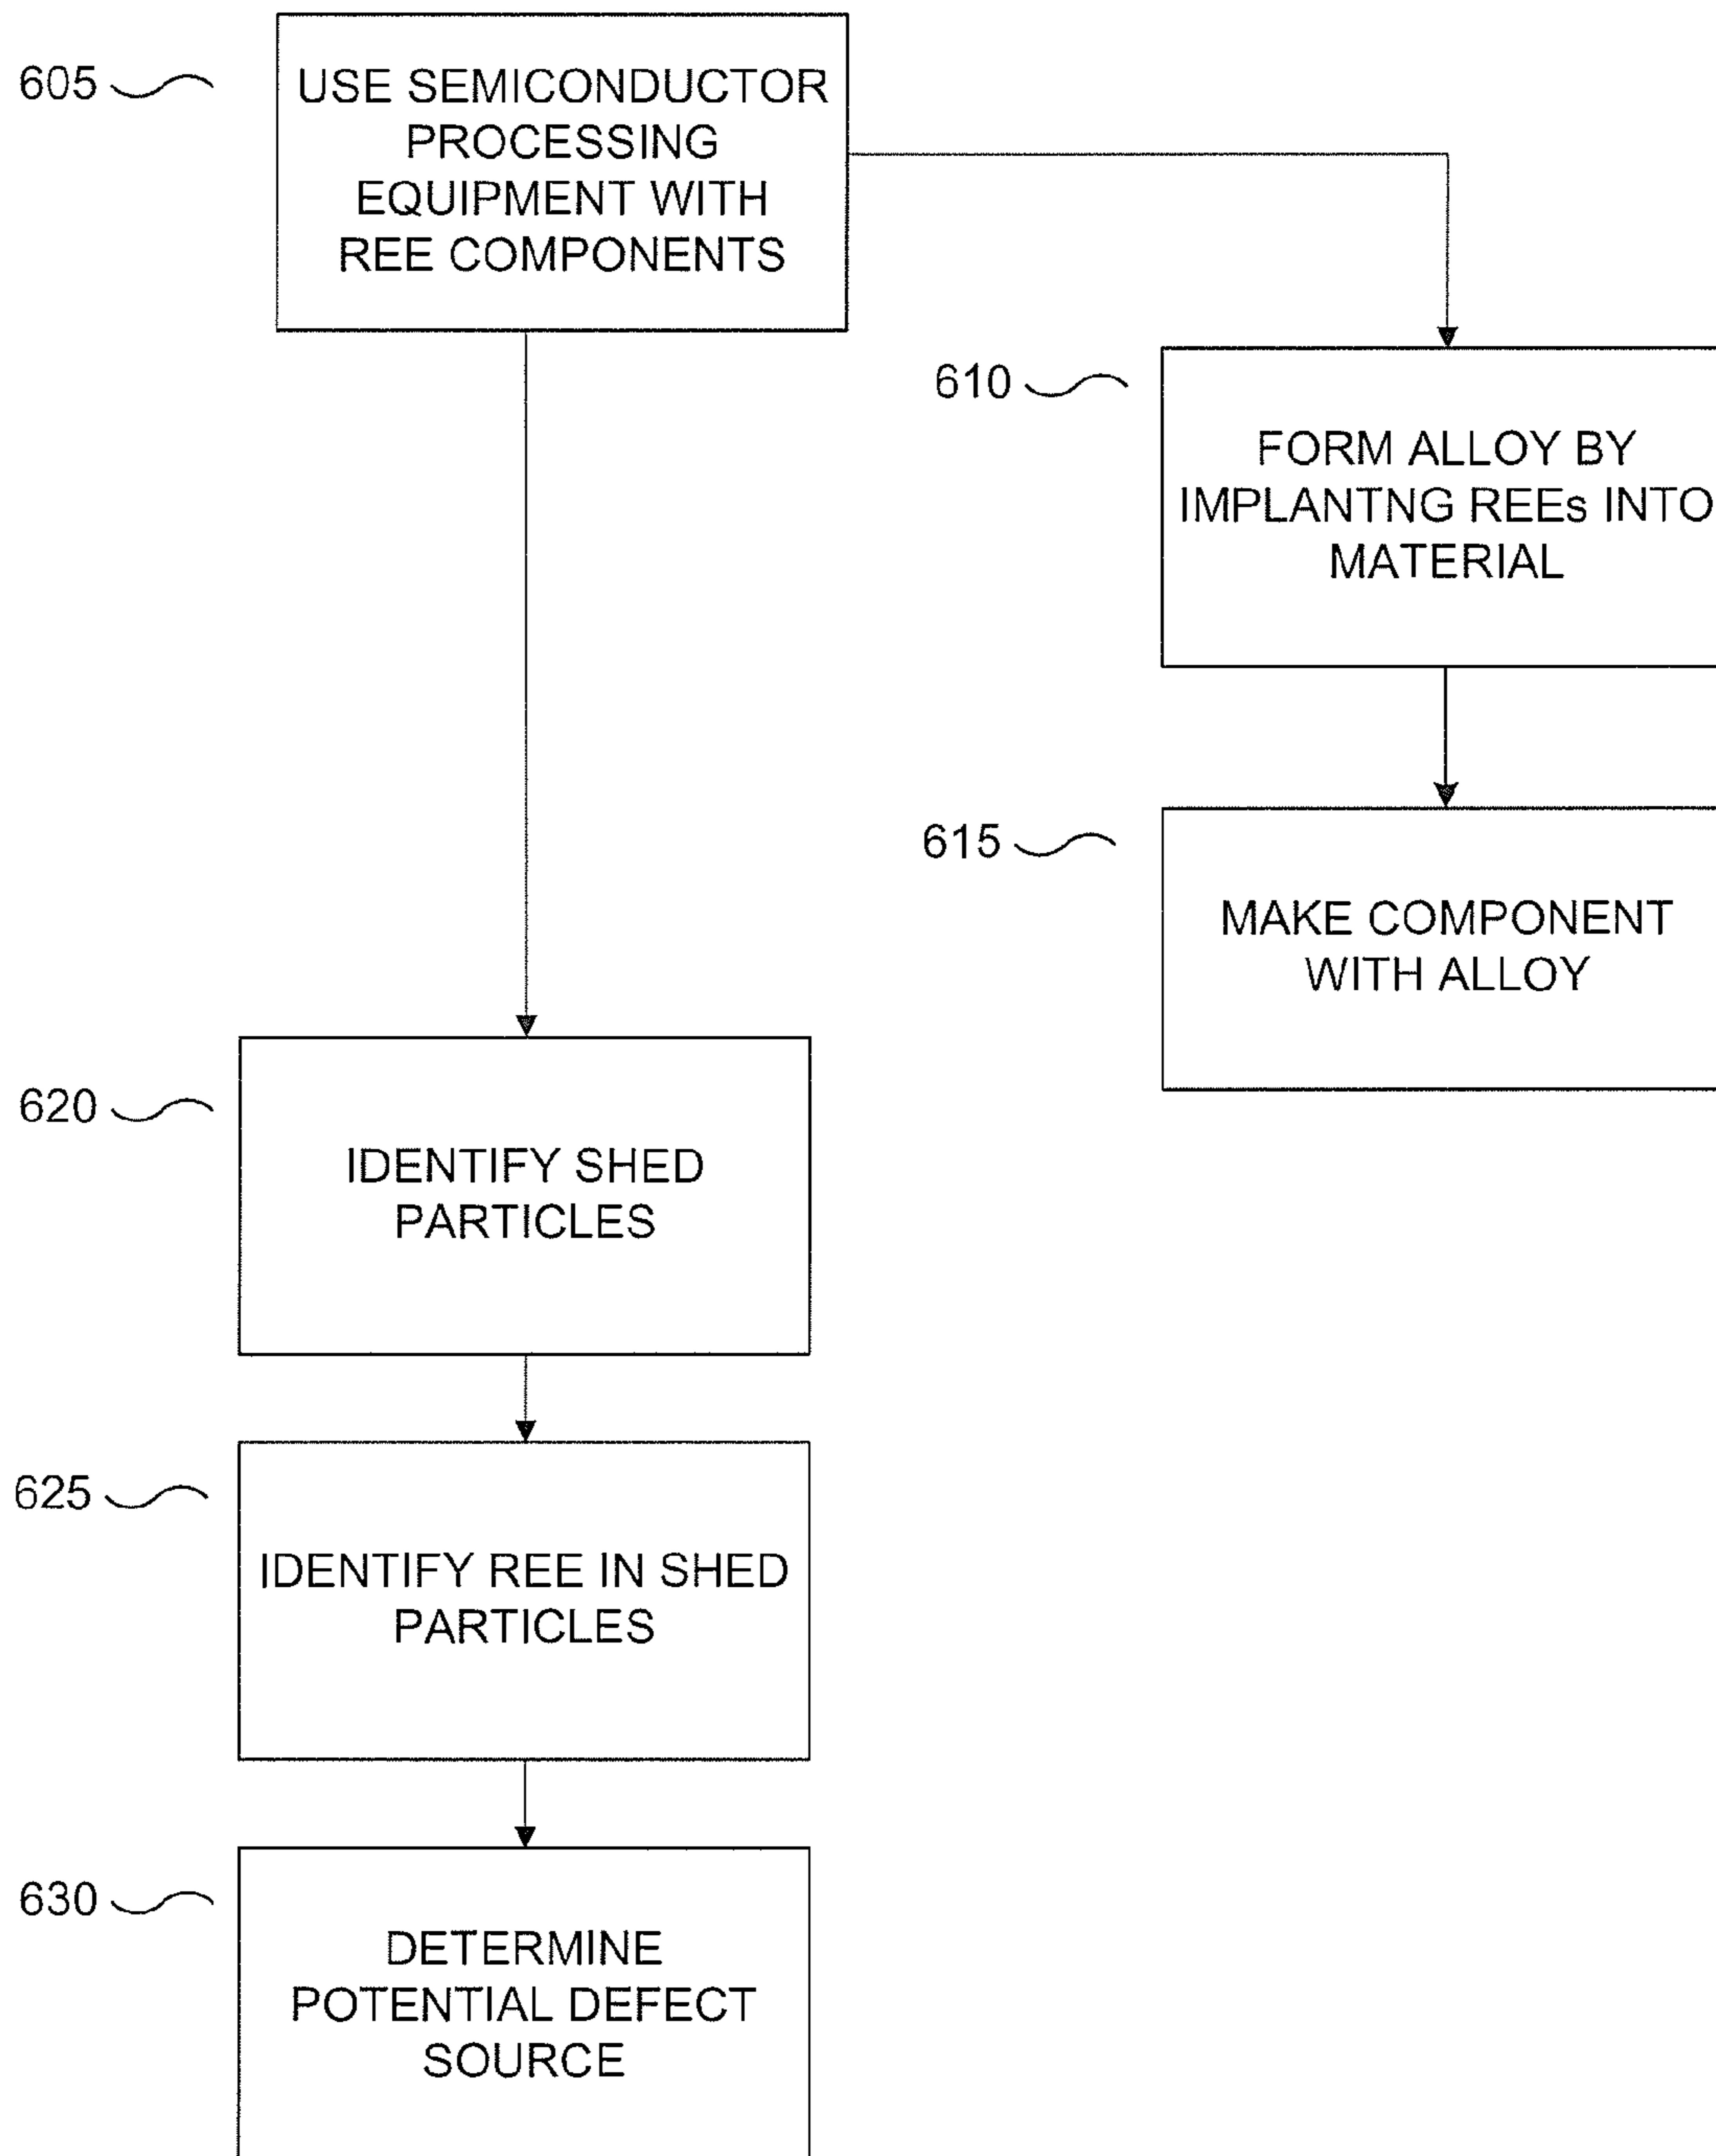 605
USE SEMICONDUCTOR
PROCESSING
EQUIPMENT WITH
REE COMPONENTS
610
FORM ALLOY BY
IMPLANTNG REEs INTO
MATERIAL
615
MAKE COMPONENT
WITH ALLOY
620
IDENTIFY SHED
PARTICLES
625
IDENTIFY REE IN SHED
PARTICLES
630
DETERMINE
POTENTIAL DEFECT
SOURCE